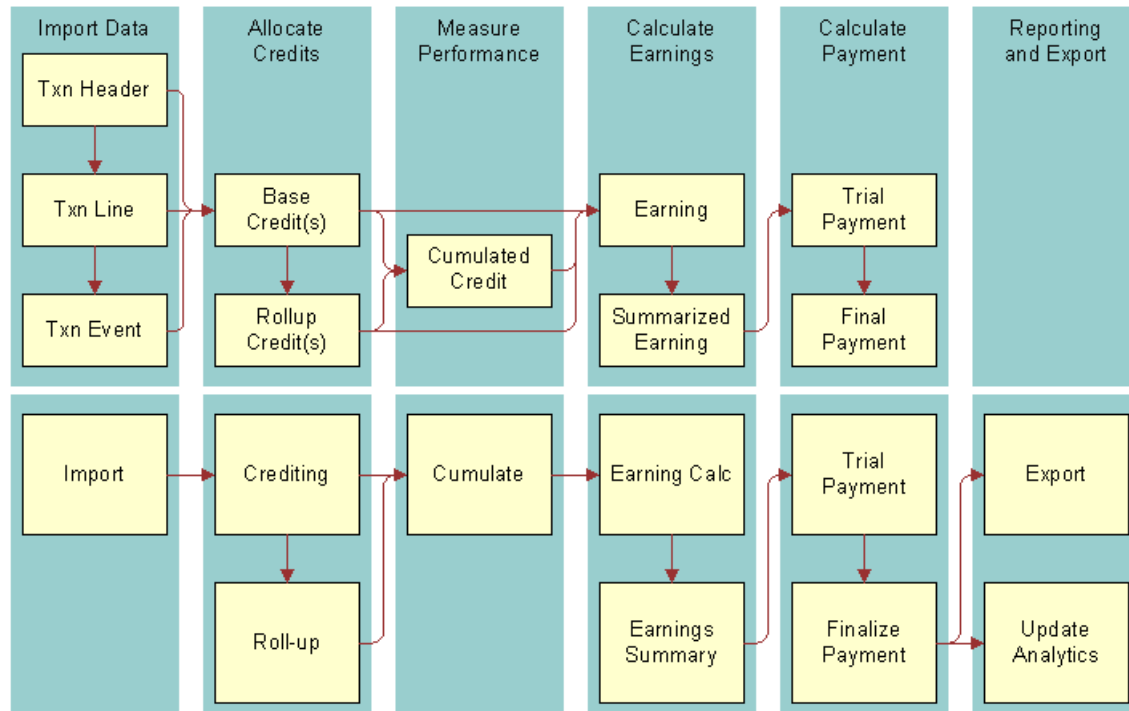 Import Data
Allocate
Credits
Measure
Performance
Calculate
Earnings
Calculate
Payment
Reporting
and Export
Txn Header
Txn Line
Base
Credit(s)
Earning
Trial
Payment
Cumulated
Credit
Txn Event
Rollup
Credit(s)
Summarized
Earning
Final
Payment
Import
Crediting
Cumulate
Earning Calc
Trial
Payment
Export
Roll-up
Earnings
Summary
Finalize
Payment
Update
Analytics